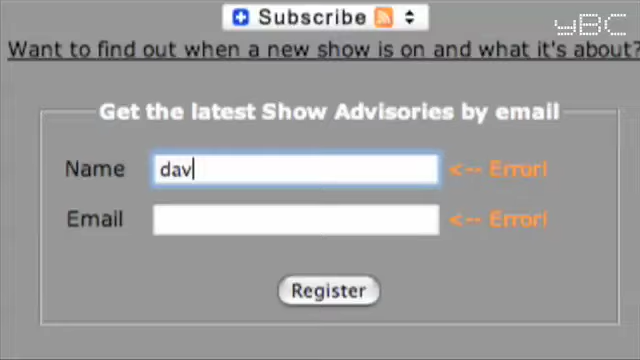 Subscribe
yBC
Want to find out when a new show is on and what it's about?
Get the latest Show Advisories by email
Name dav <-- Error!
Email <-- Error!
Register